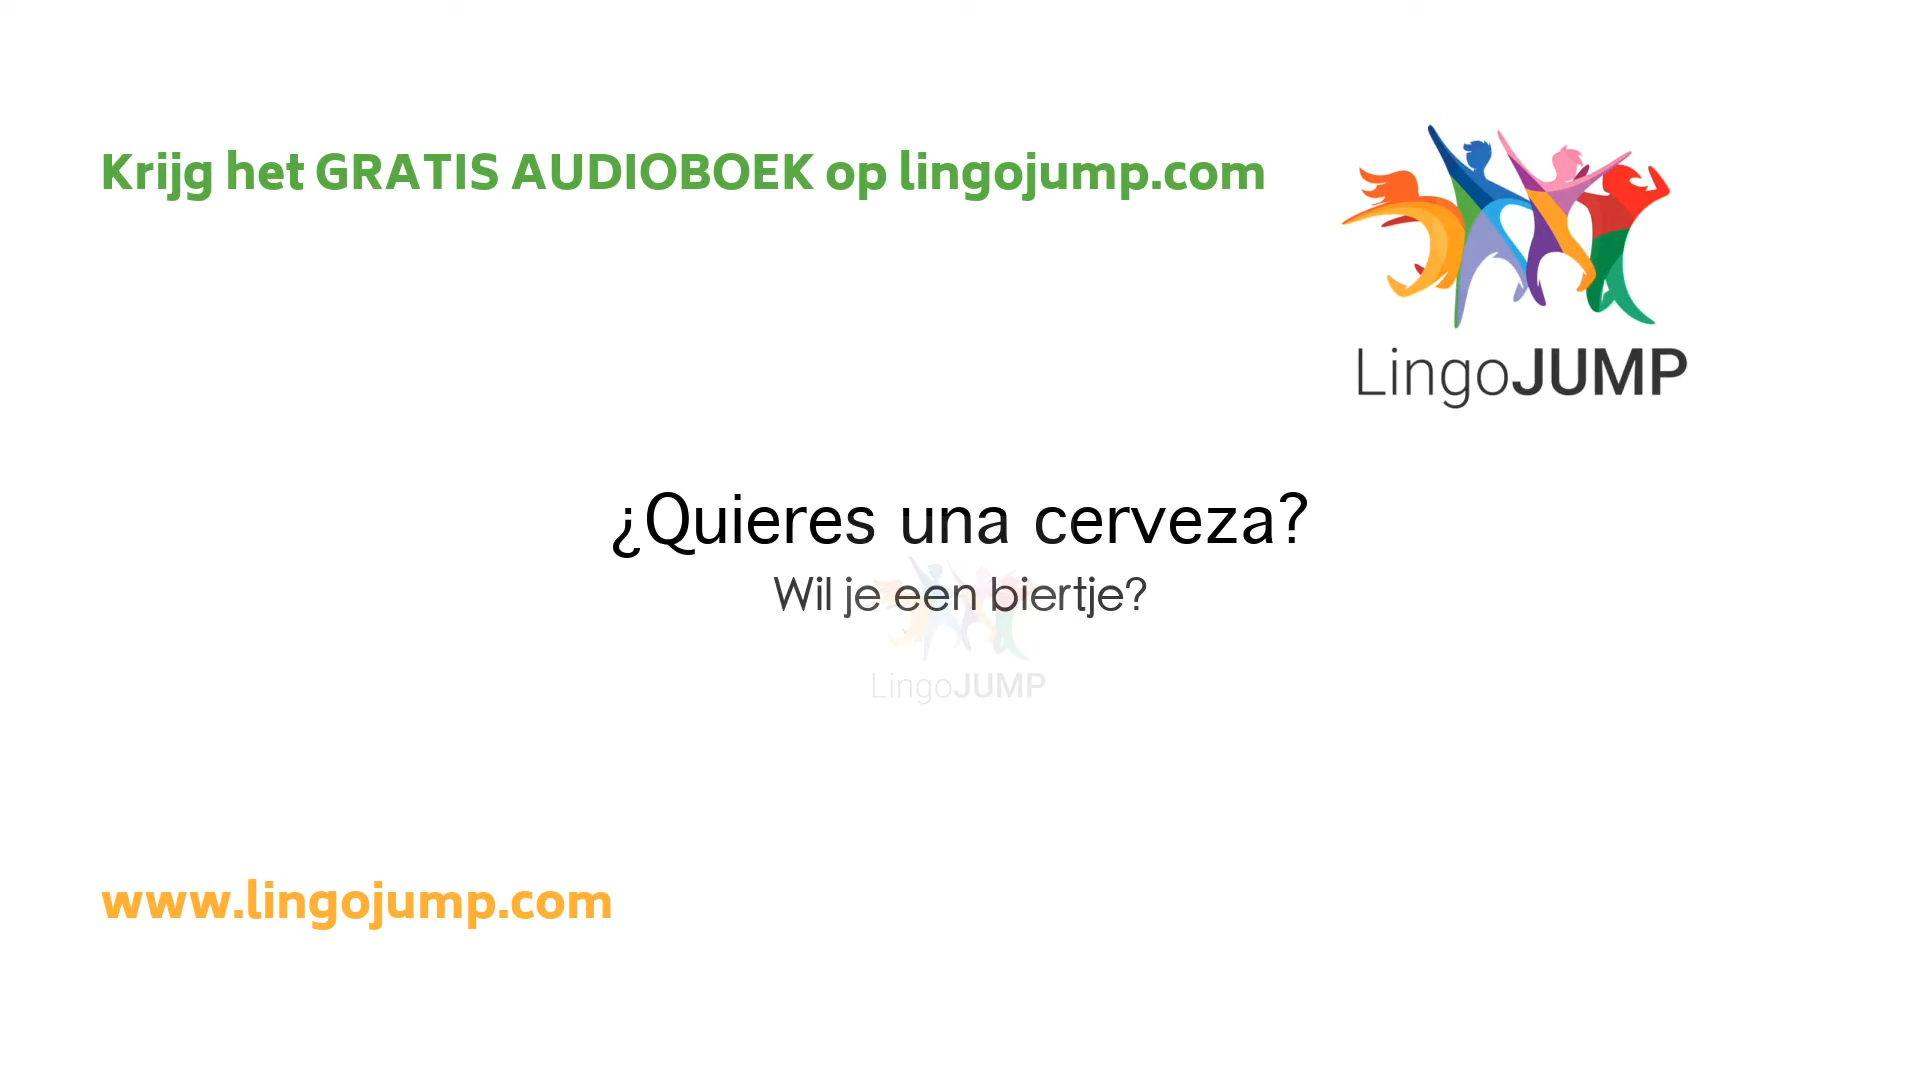 Krijg het GRATIS AUDIOBOEK op lingojump.com
LingoJUMP
¿Quieres una cerveza?
Wil je een biertje?
LingoJUMP
www.lingojump.com